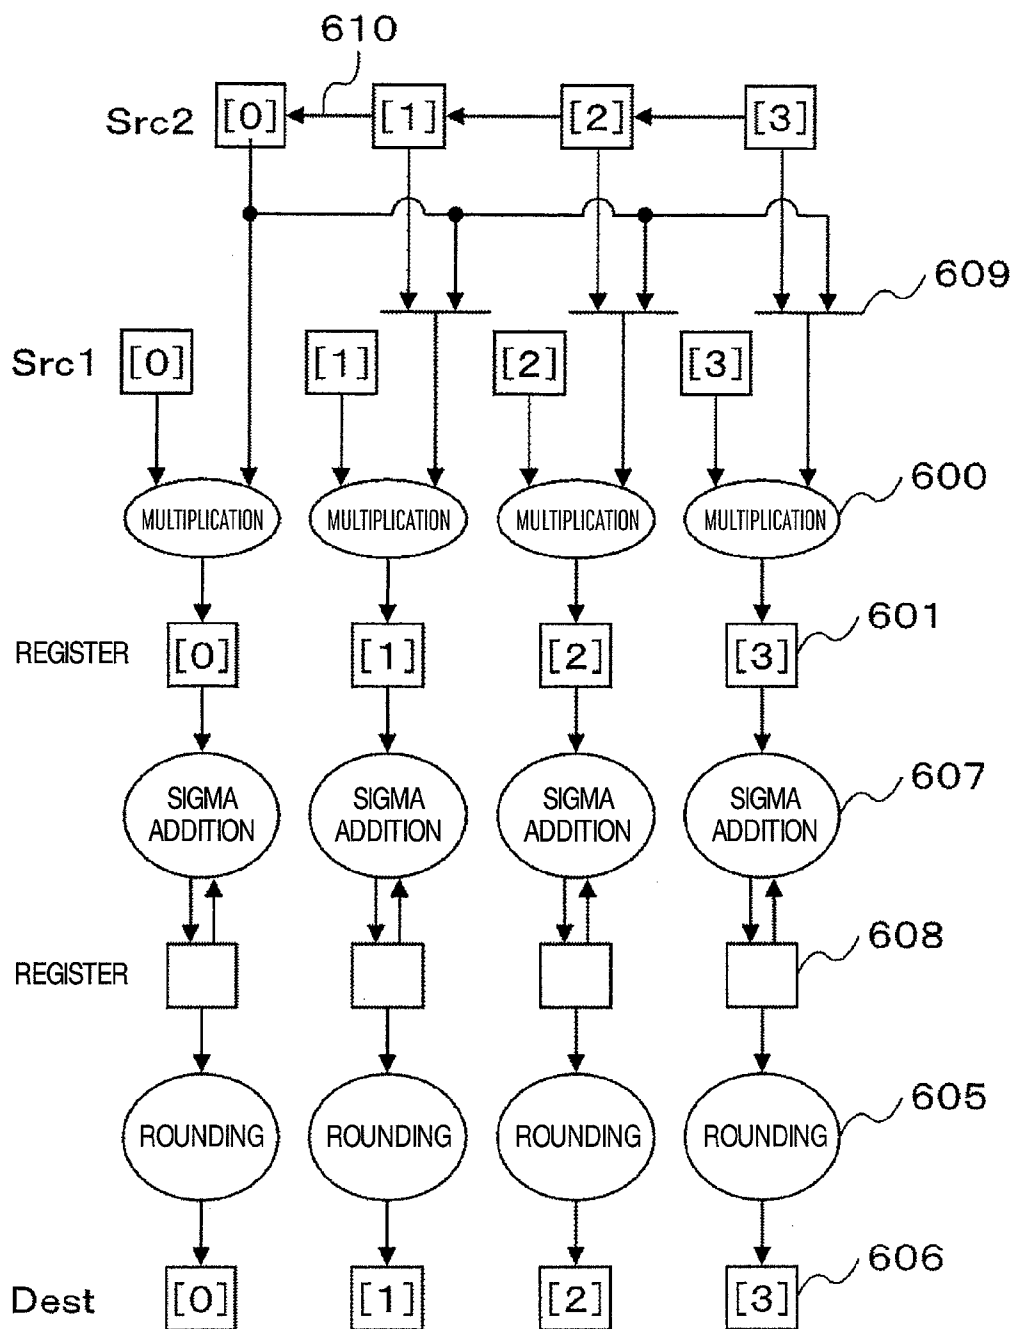 610
Src2 [0] [1] [2] [3]
609
Src1 [0] [1] [2] [3]
600
MULTIPLICATION MULTIPLICATION MULTIPLICATION MULTIPLICATION
601
REGISTER [0] [1] [2] [3]
607
SIGMA ADDITION SIGMA ADDITION SIGMA ADDITION SIGMA ADDITION
608
REGISTER
605
ROUNDING ROUNDING ROUNDING ROUNDING
606
Dest [0] [1] [2] [3]